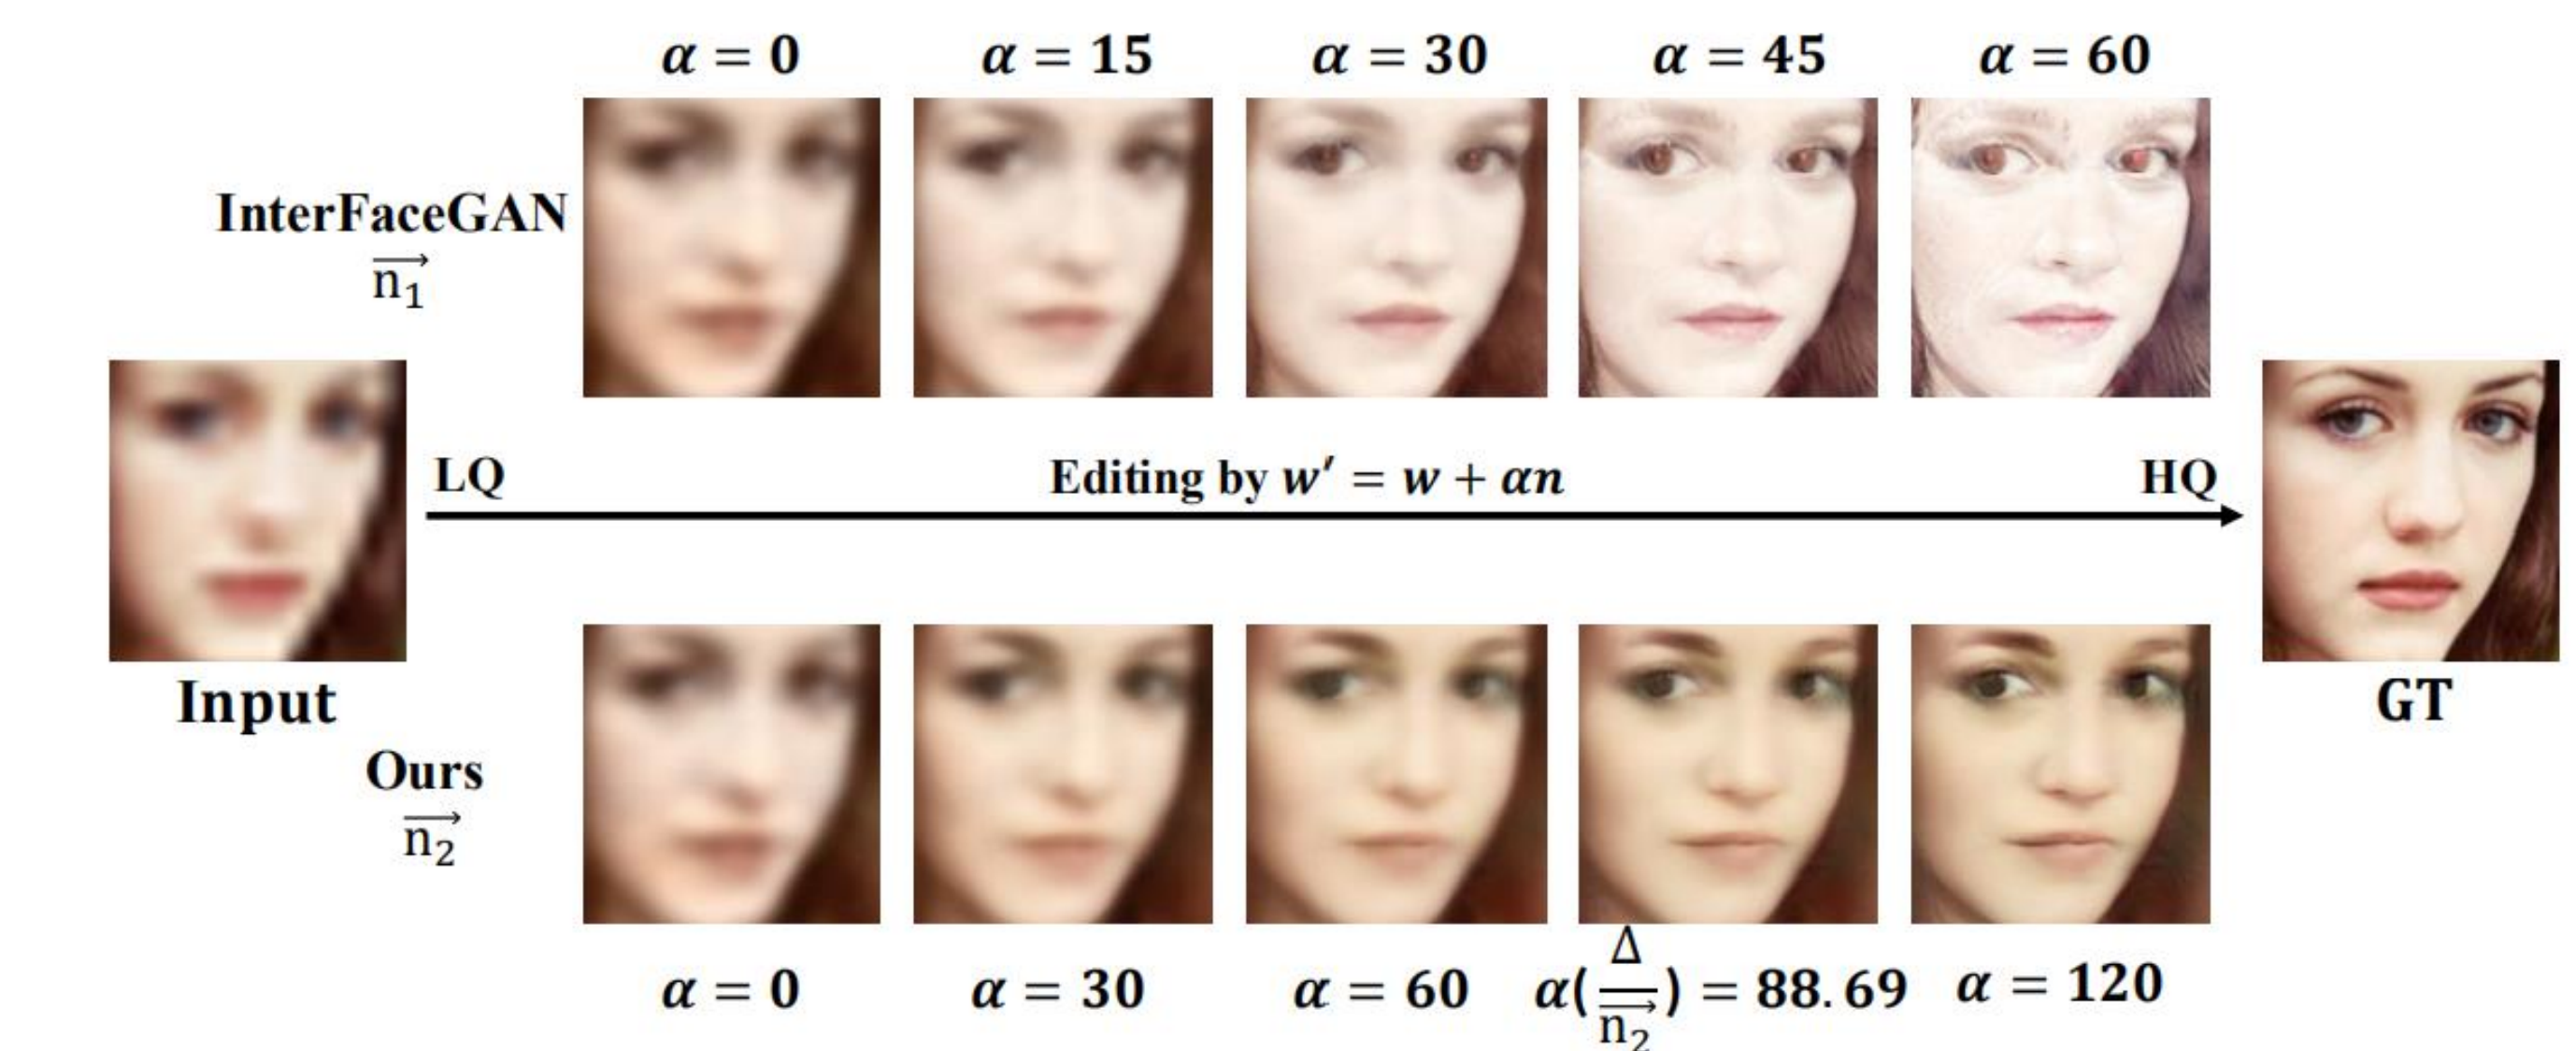 α = 0 α = 15 α = 30 α = 45 α = 60
InterFaceGAN
n₁
LQ Editing by w′ = w + αn HQ
Input
GT
Ours
n₂
α = 0 α = 30 α = 60 α(Δ/n₂) = 88.69 α = 120